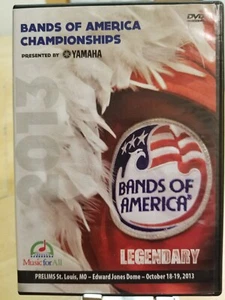 DVD
BANDS OF AMERICA
CHAMPIONSHIPS
PRESENTED BY YAMAHA
2013
BANDS OF
AMERICA®
LEGENDARY
Music for All
PRELIMS St. Louis, MO – Edward Jones Dome – October 18-19, 2013